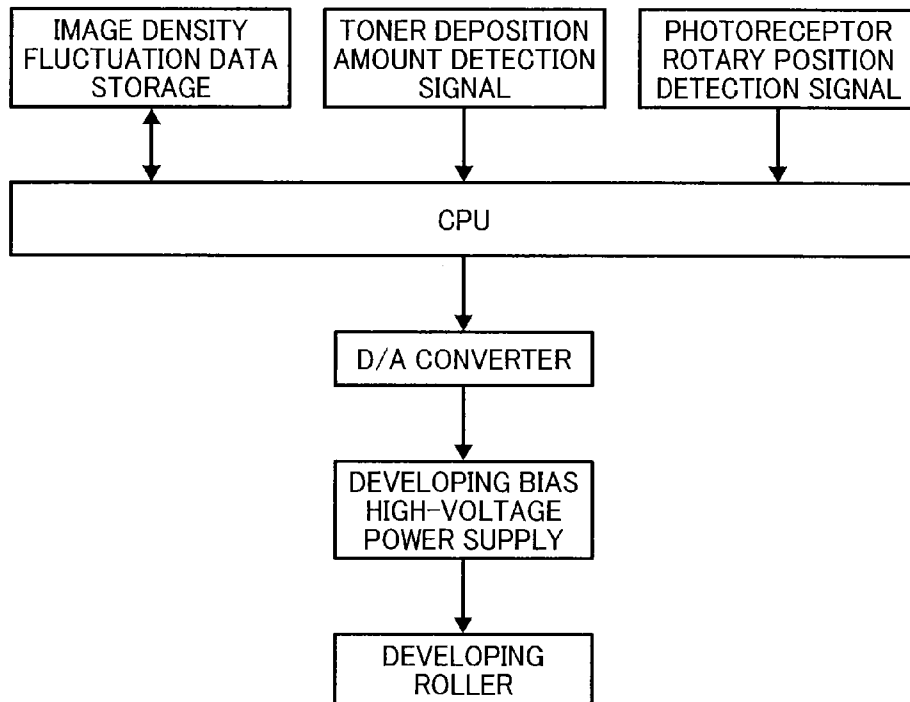 IMAGE DENSITY
FLUCTUATION DATA
STORAGE
TONER DEPOSITION
AMOUNT DETECTION
SIGNAL
PHOTORECEPTOR
ROTARY POSITION
DETECTION SIGNAL
CPU
D/A CONVERTER
DEVELOPING BIAS
HIGH-VOLTAGE
POWER SUPPLY
DEVELOPING
ROLLER